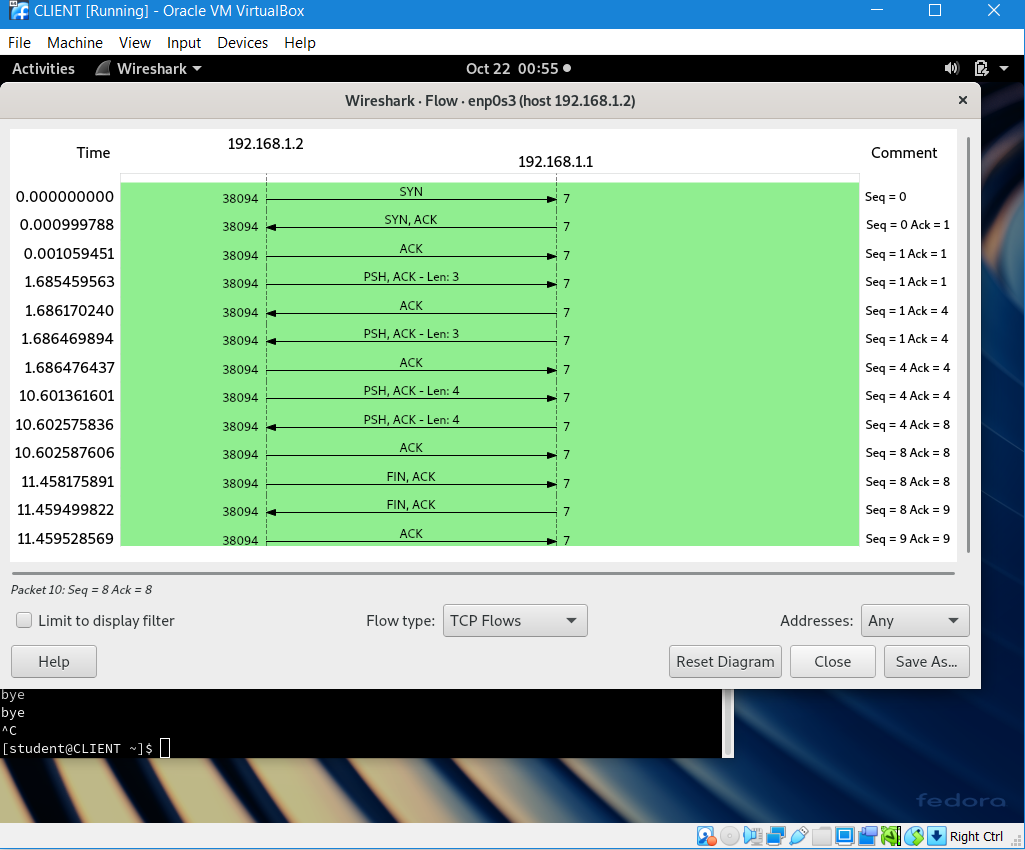 CLIENT [Running] - Oracle VM VirtualBox
File Machine View Input Devices Help
Activities Wireshark Oct 22 00:55
Wireshark · Flow · enp0s3 (host 192.168.1.2)
192.168.1.2
Time 192.168.1.1 Comment
0.000000000 38094 SYN 7 Seq = 0
0.000999788 38094 SYN, ACK 7 Seq = 0 Ack = 1
0.001059451 38094 ACK 7 Seq = 1 Ack = 1
1.685459563 38094 PSH, ACK - Len: 3 7 Seq = 1 Ack = 1
1.686170240 38094 ACK 7 Seq = 1 Ack = 4
1.686469894 38094 PSH, ACK - Len: 3 7 Seq = 1 Ack = 4
1.686476437 38094 ACK 7 Seq = 4 Ack = 4
10.601361601 38094 PSH, ACK - Len: 4 7 Seq = 4 Ack = 4
10.602575836 38094 PSH, ACK - Len: 4 7 Seq = 4 Ack = 8
10.602587606 38094 ACK 7 Seq = 8 Ack = 8
11.458175891 38094 FIN, ACK 7 Seq = 8 Ack = 8
11.459499822 38094 FIN, ACK 7 Seq = 8 Ack = 9
11.459528569 38094 ACK 7 Seq = 9 Ack = 9
Packet 10: Seq = 8 Ack = 8
Limit to display filter Flow type: TCP Flows Addresses: Any
Help Reset Diagram Close Save As...
bye
bye
^C
[student@CLIENT ~]$
fedora
Right Ctrl